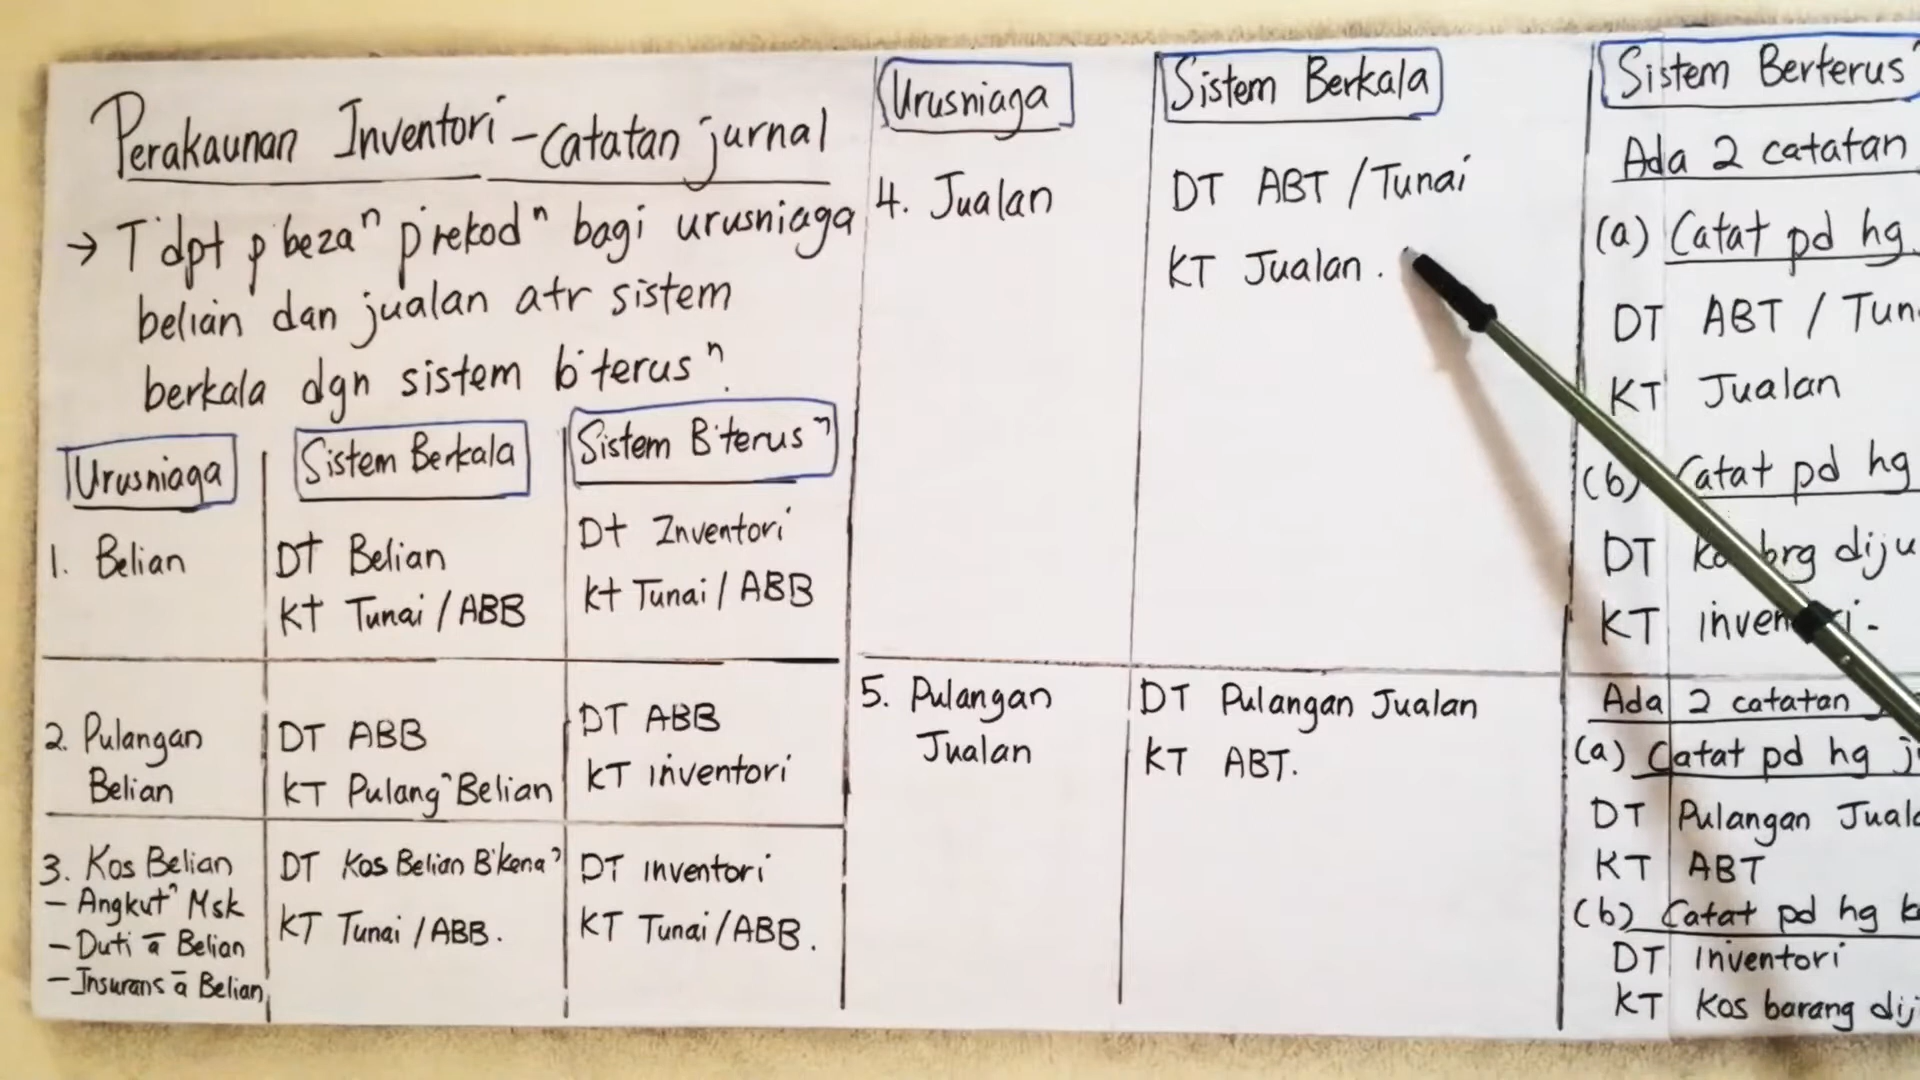 Perakaunan Inventori - catatan jurnal
→ T'dpt p'beza ⁿ p'rekod ⁿ bagi urusniaga
belian dan jualan atr sistem
berkala dgn sistem b'terus ⁿ.
Urusniaga
Sistem Berkala
Sistem B'terus ⁿ
1. Belian
DT Belian
Kt Tunai / ABB
Dt Inventori
kt Tunai / ABB
2. Pulangan
Belian
DT ABB
KT Pulang ⁿ Belian
DT ABB
KT inventori
3. Kos Belian
- Angkut ⁿ Msk
- Duti ā Belian
- Insurans ā Belian
DT Kos Belian B'kena ⁿ
KT Tunai / ABB.
DT inventori
KT Tunai / ABB.
Urusniaga
Sistem Berkala
Sistem Berterus ⁿ
4. Jualan
DT ABT / Tunai
KT Jualan.
Ada 2 catatan
(a) Catat pd hg
DT ABT / Tun
KT Jualan
(b) Catat pd hg
DT brg diju
KT
5. Pulangan
Jualan
DT Pulangan Jualan
KT ABT.
Ada 2 catatan
(a) Catat pd hg j
DT Pulangan Juala
KT ABT
(b) Catat pd hg k
DT inventori
KT Kos barang dij